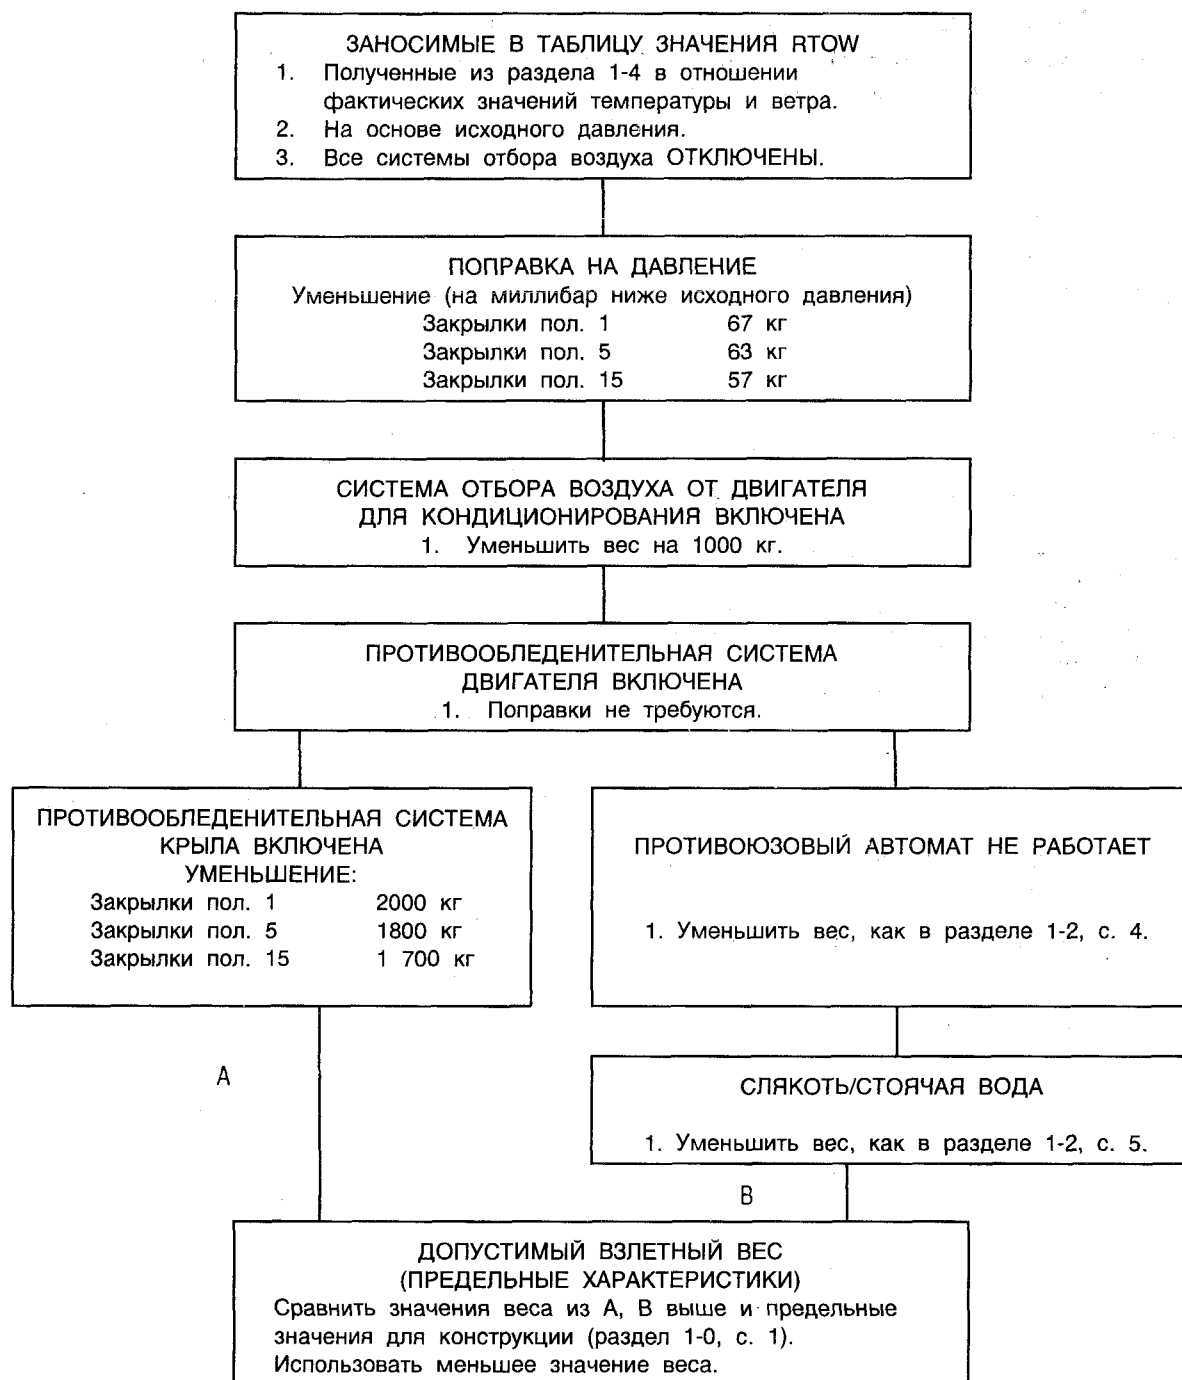 ЗАНОСИМЫЕ В ТАБЛИЦУ ЗНАЧЕНИЯ RTOW
1. Полученные из раздела 1-4 в отношении
фактических значений температуры и ветра.
2. На основе исходного давления.
3. Все системы отбора воздуха ОТКЛЮЧЕНЫ.
ПОПРАВКА НА ДАВЛЕНИЕ
Уменьшение (на миллибар ниже исходного давления)
Закрылки пол. 1 67 кг
Закрылки пол. 5 63 кг
Закрылки пол. 15 57 кг
СИСТЕМА ОТБОРА ВОЗДУХА ОТ ДВИГАТЕЛЯ
ДЛЯ КОНДИЦИОНИРОВАНИЯ ВКЛЮЧЕНА
1. Уменьшить вес на 1000 кг.
ПРОТИВООБЛЕДЕНИТЕЛЬНАЯ СИСТЕМА
ДВИГАТЕЛЯ ВКЛЮЧЕНА
1. Поправки не требуются.
ПРОТИВООБЛЕДЕНИТЕЛЬНАЯ СИСТЕМА
КРЫЛА ВКЛЮЧЕНА
УМЕНЬШЕНИЕ:
Закрылки пол. 1 2000 кг
Закрылки пол. 5 1800 кг
Закрылки пол. 15 1 700 кг
A
ПРОТИВОЮЗОВЫЙ АВТОМАТ НЕ РАБОТАЕТ
1. Уменьшить вес, как в разделе 1-2, с. 4.
СЛЯКОТЬ/СТОЯЧАЯ ВОДА
1. Уменьшить вес, как в разделе 1-2, с. 5.
B
ДОПУСТИМЫЙ ВЗЛЕТНЫЙ ВЕС
(ПРЕДЕЛЬНЫЕ ХАРАКТЕРИСТИКИ)
Сравнить значения веса из А, В выше и предельные
значения для конструкции (раздел 1-0, с. 1).
Использовать меньшее значение веса.